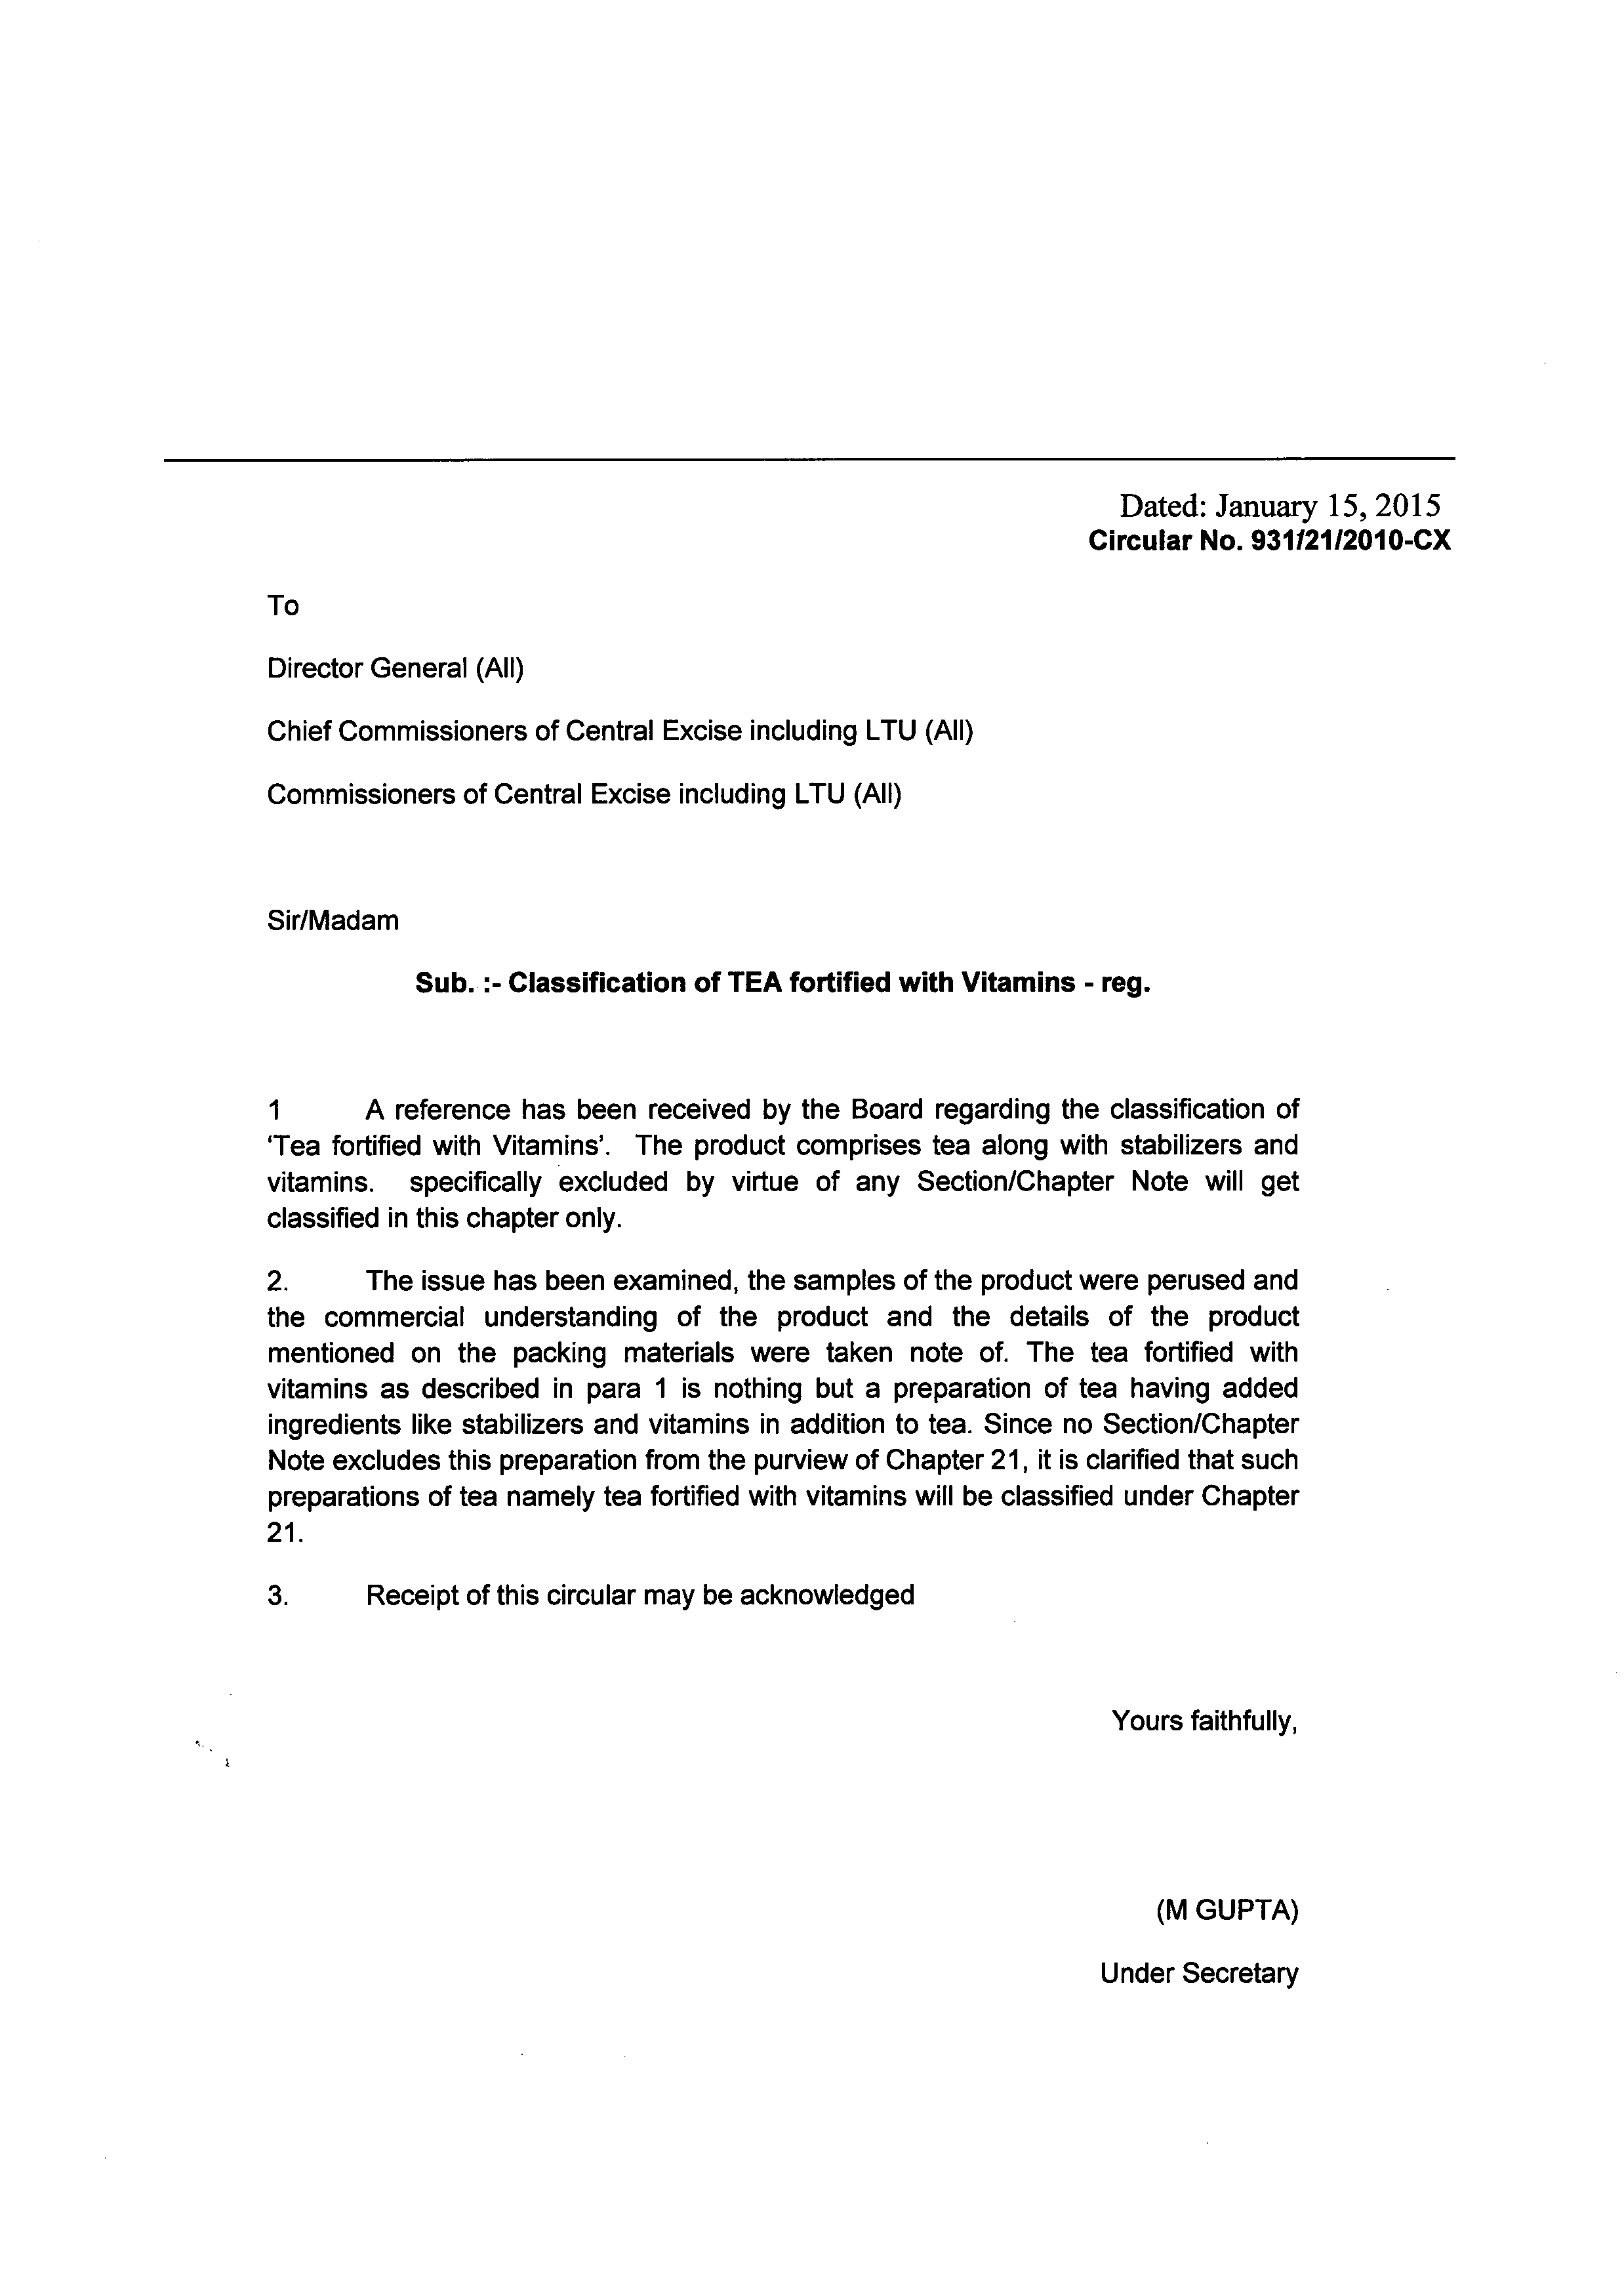 Dated: January 15, 2015
Circular No. 931/21/2010-CX
To
Director General (All)
Chief Commissioners of Central Excise including LTU (All)
Commissioners of Central Excise including LTU (All)
Sir/Madam
Sub. :- Classification of TEA fortified with Vitamins - reg.
1 A reference has been received by the Board regarding the classification of
‘Tea fortified with Vitamins’. The product comprises tea along with stabilizers and
vitamins. specifically excluded by virtue of any Section/Chapter Note will get
classified in this chapter only.
2. The issue has been examined, the samples of the product were perused and
the commercial understanding of the product and the details of the product
mentioned on the packing materials were taken note of. The tea fortified with
vitamins as described in para 1 is nothing but a preparation of tea having added
ingredients like stabilizers and vitamins in addition to tea. Since no Section/Chapter
Note excludes this preparation from the purview of Chapter 21, it is clarified that such
preparations of tea namely tea fortified with vitamins will be classified under Chapter
21.
3. Receipt of this circular may be acknowledged
Yours faithfully,
(M GUPTA)
Under Secretary